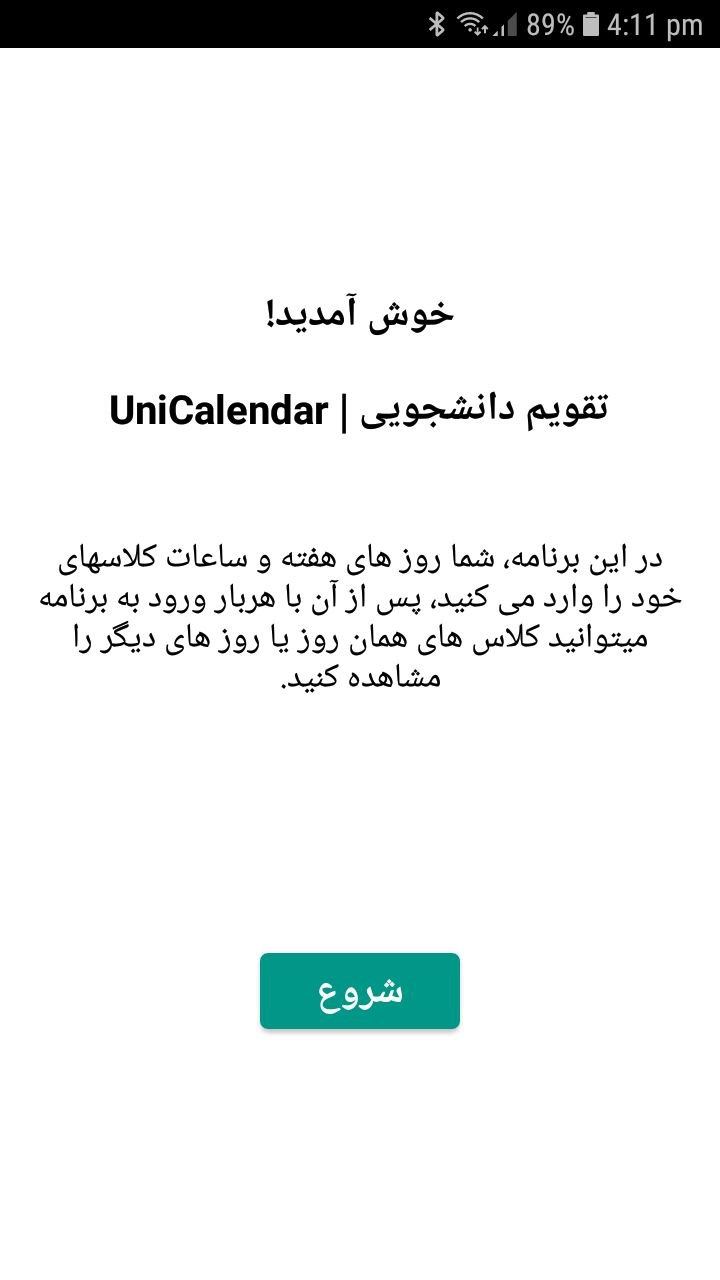 89% 4:11 pm
خوش آمدید!
تقویم دانشجویی | UniCalendar
در این برنامه، شما روز های هفته و ساعات کلاسهای
خود را وارد می کنید، پس از آن با هربار ورود به برنامه
میتوانید کلاس های همان روز یا روز های دیگر را
مشاهده کنید.
شروع